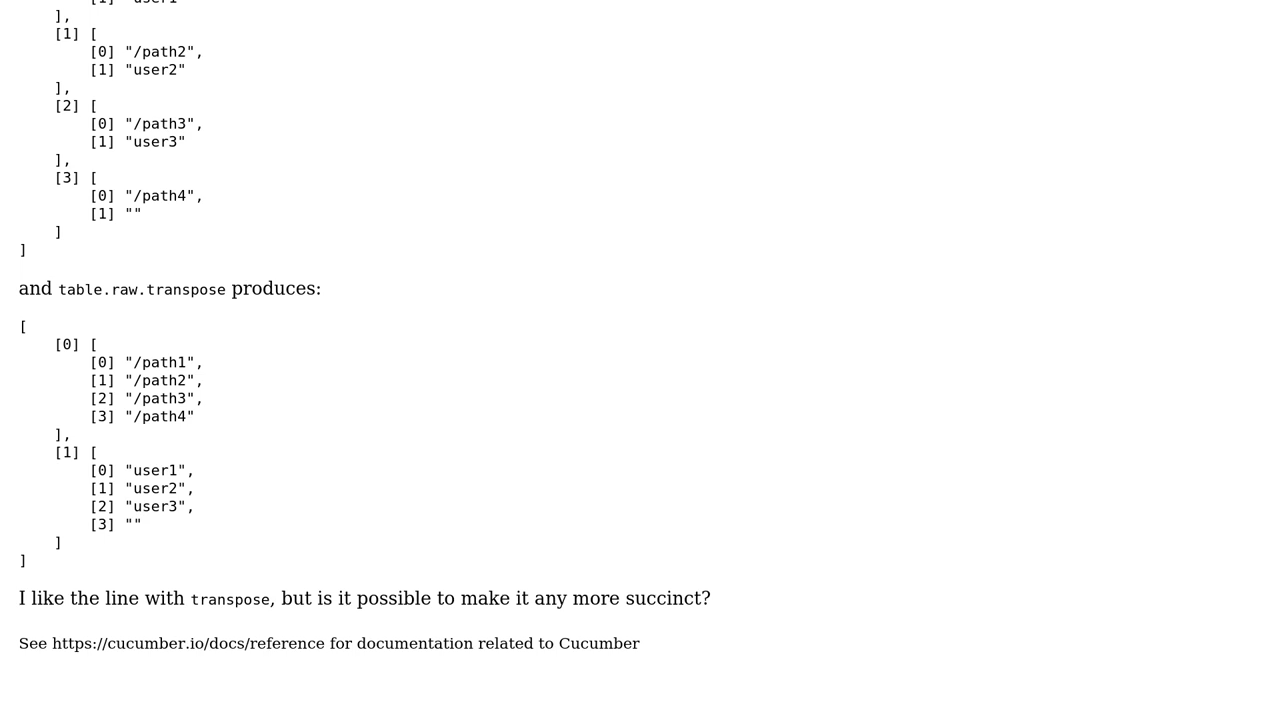 [1] "user1"
],
[1] [
[0] "/path2",
[1] "user2"
],
[2] [
[0] "/path3",
[1] "user3"
],
[3] [
[0] "/path4",
[1] ""
]
]
and table.raw.transpose produces:
[
[0] [
[0] "/path1",
[1] "/path2",
[2] "/path3",
[3] "/path4"
],
[1] [
[0] "user1",
[1] "user2",
[2] "user3",
[3] ""
]
]
I like the line with transpose, but is it possible to make it any more succinct?
See https://cucumber.io/docs/reference for documentation related to Cucumber